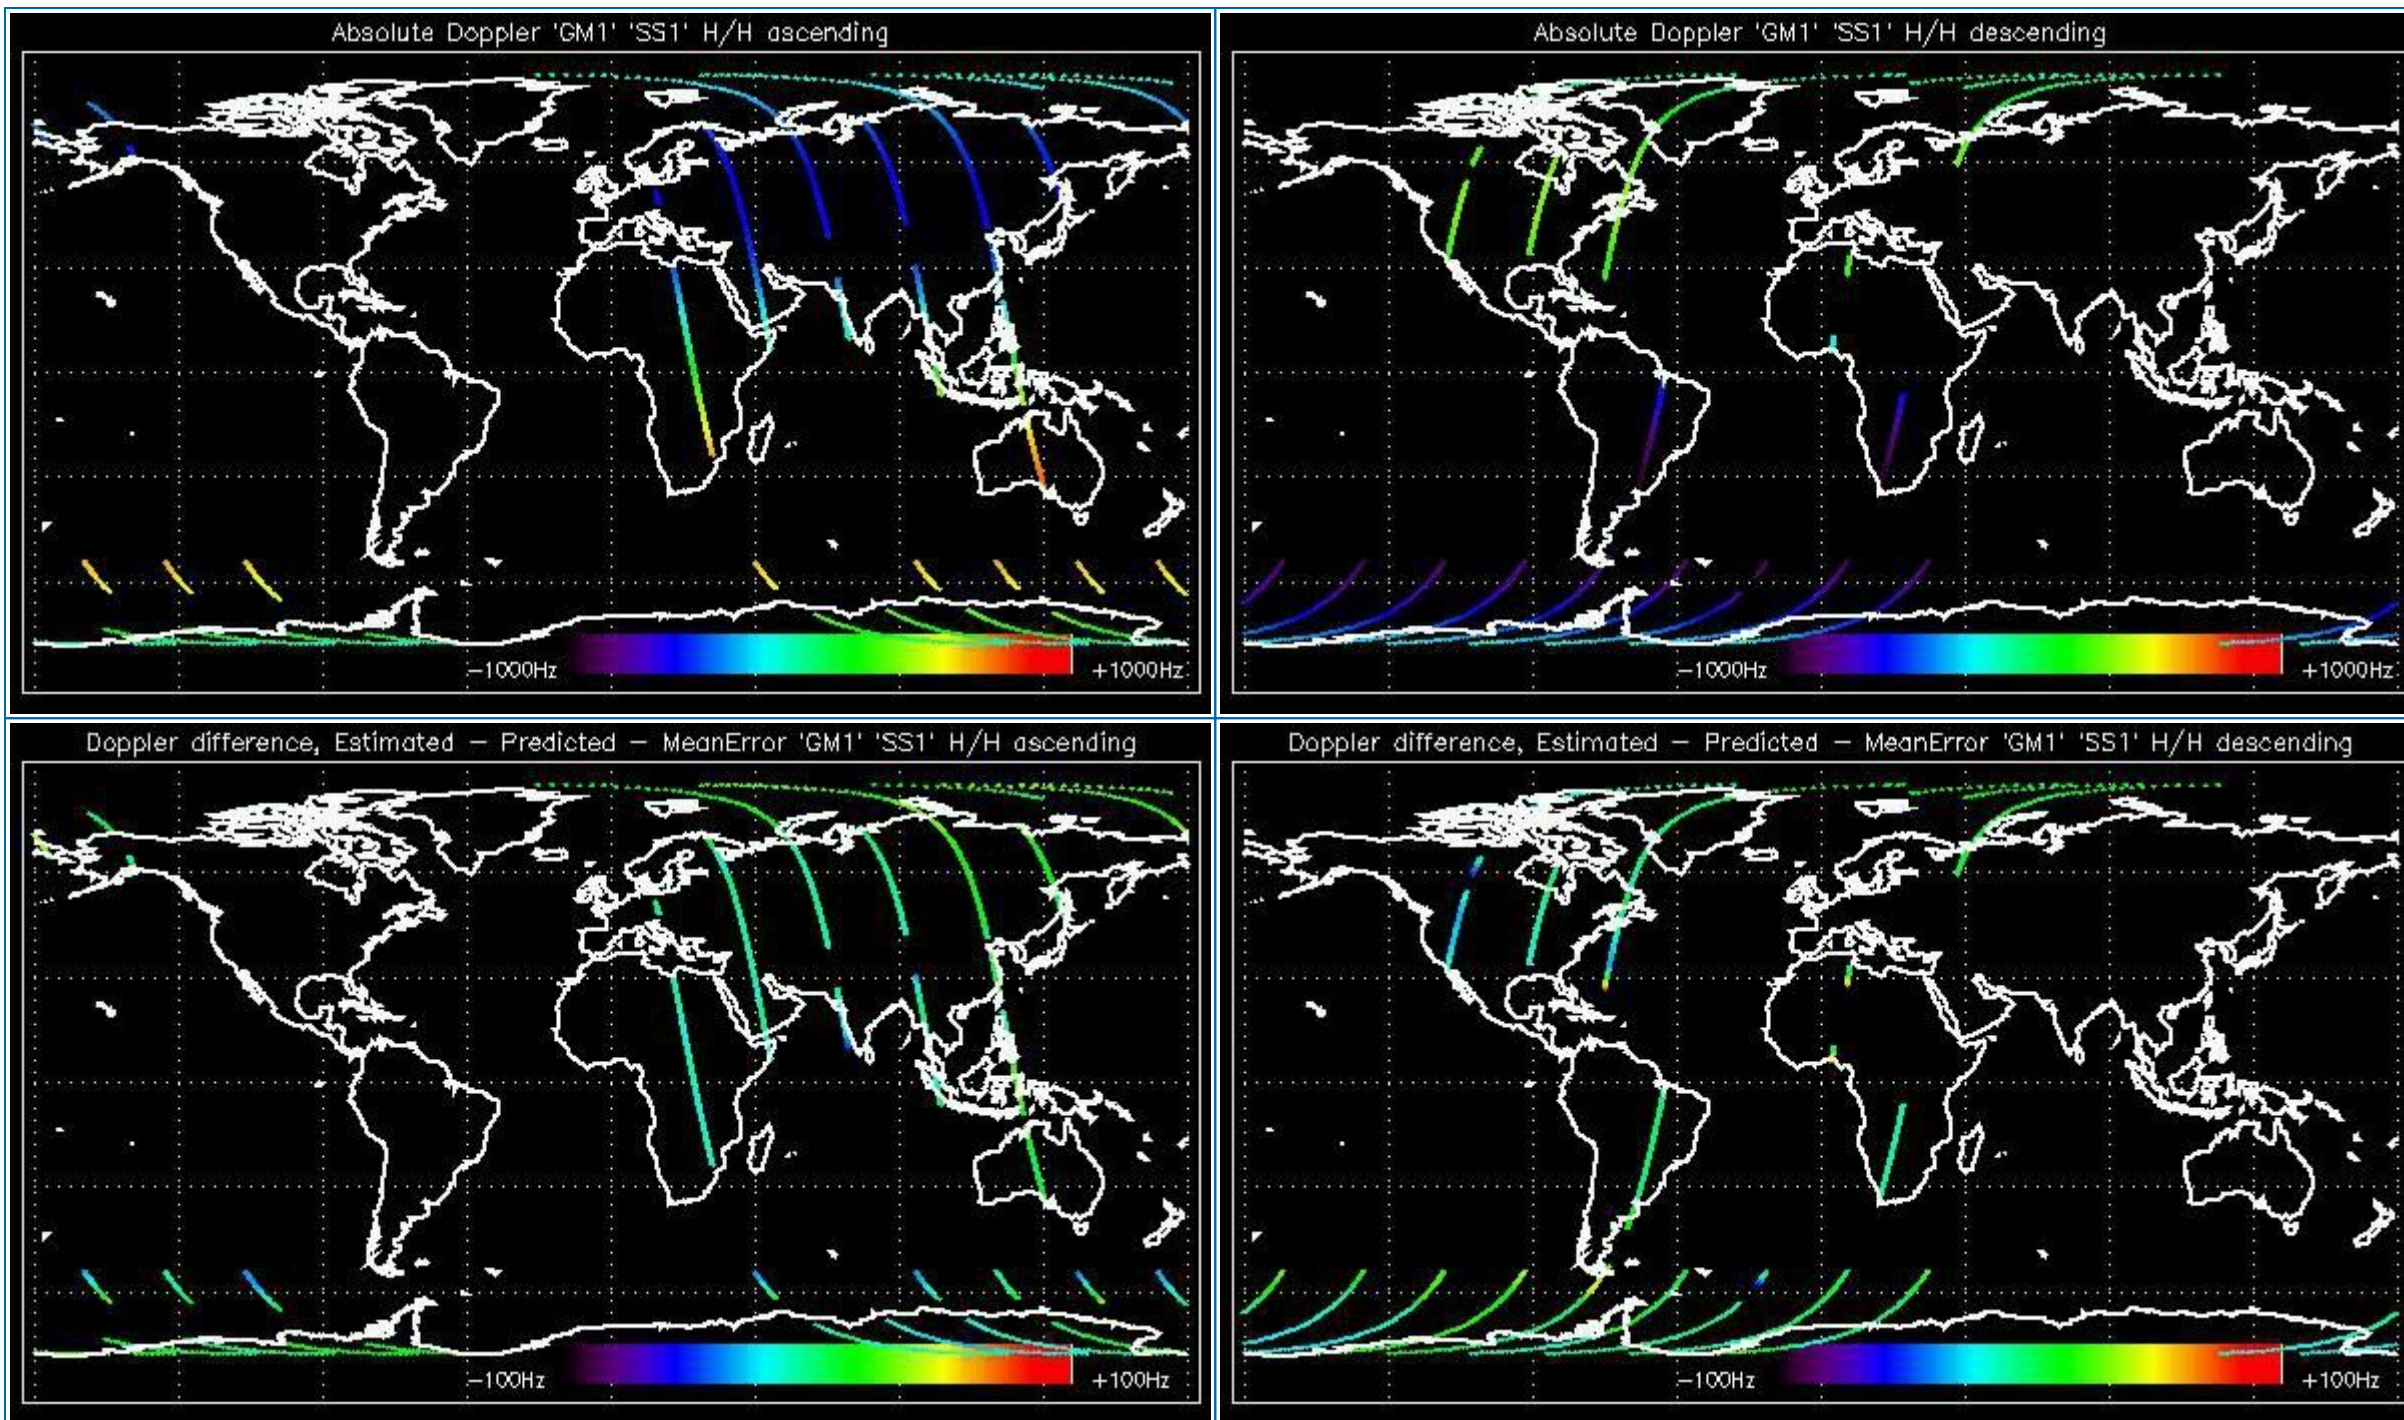 Absolute Doppler 'GM1' 'SS1' H/H ascending
−1000Hz
+1000Hz
Absolute Doppler 'GM1' 'SS1' H/H descending
−1000Hz
+1000Hz
Doppler difference, Estimated − Predicted − MeanError 'GM1' 'SS1' H/H ascending
−100Hz
+100Hz
Doppler difference, Estimated − Predicted − MeanError 'GM1' 'SS1' H/H descending
−100Hz
+100Hz